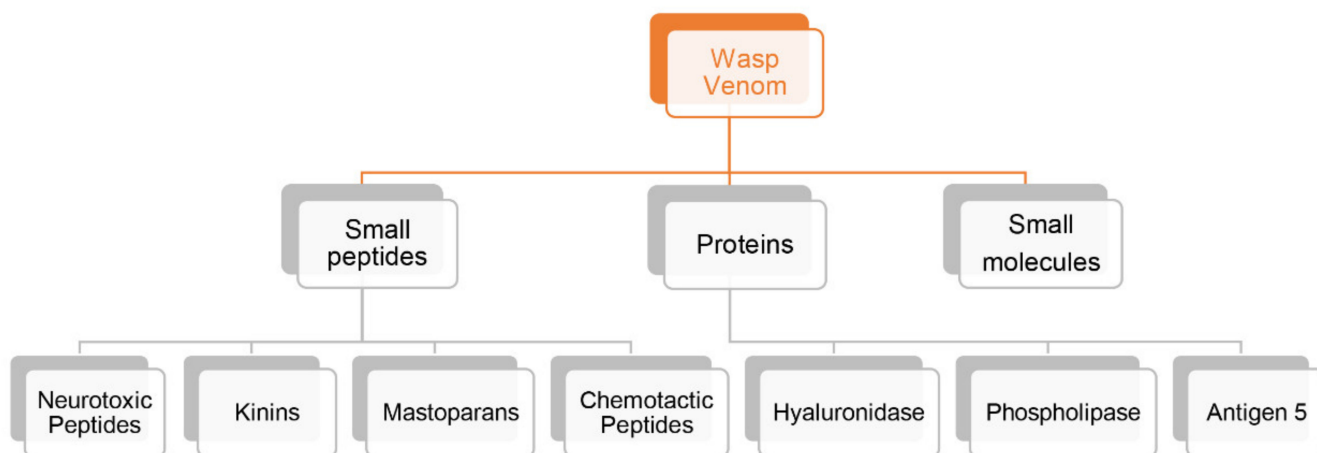 Wasp
Venom
Small
peptides
Proteins
Small
molecules
Neurotoxic
Peptides
Kinins
Mastoparans
Chemotactic
Peptides
Hyaluronidase
Phospholipase
Antigen 5